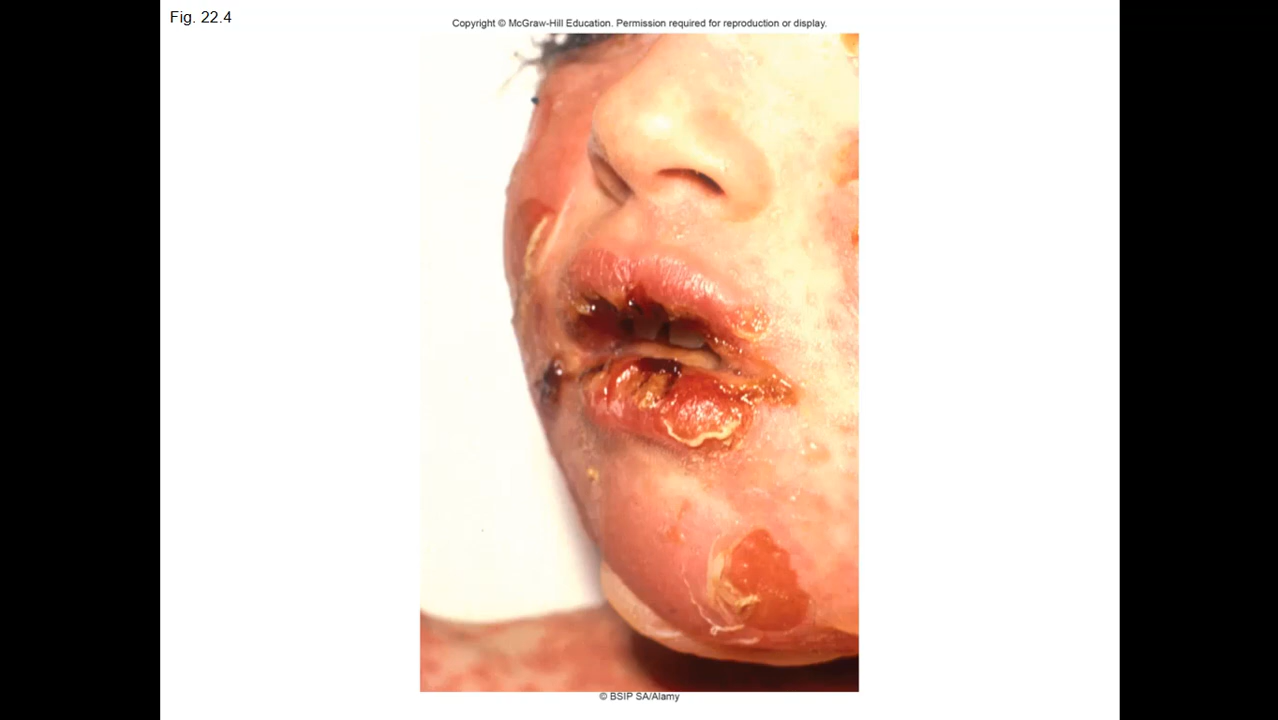 Fig. 22.4
Copyright © McGraw-Hill Education. Permission required for reproduction or display.
© BSIP SA/Alamy